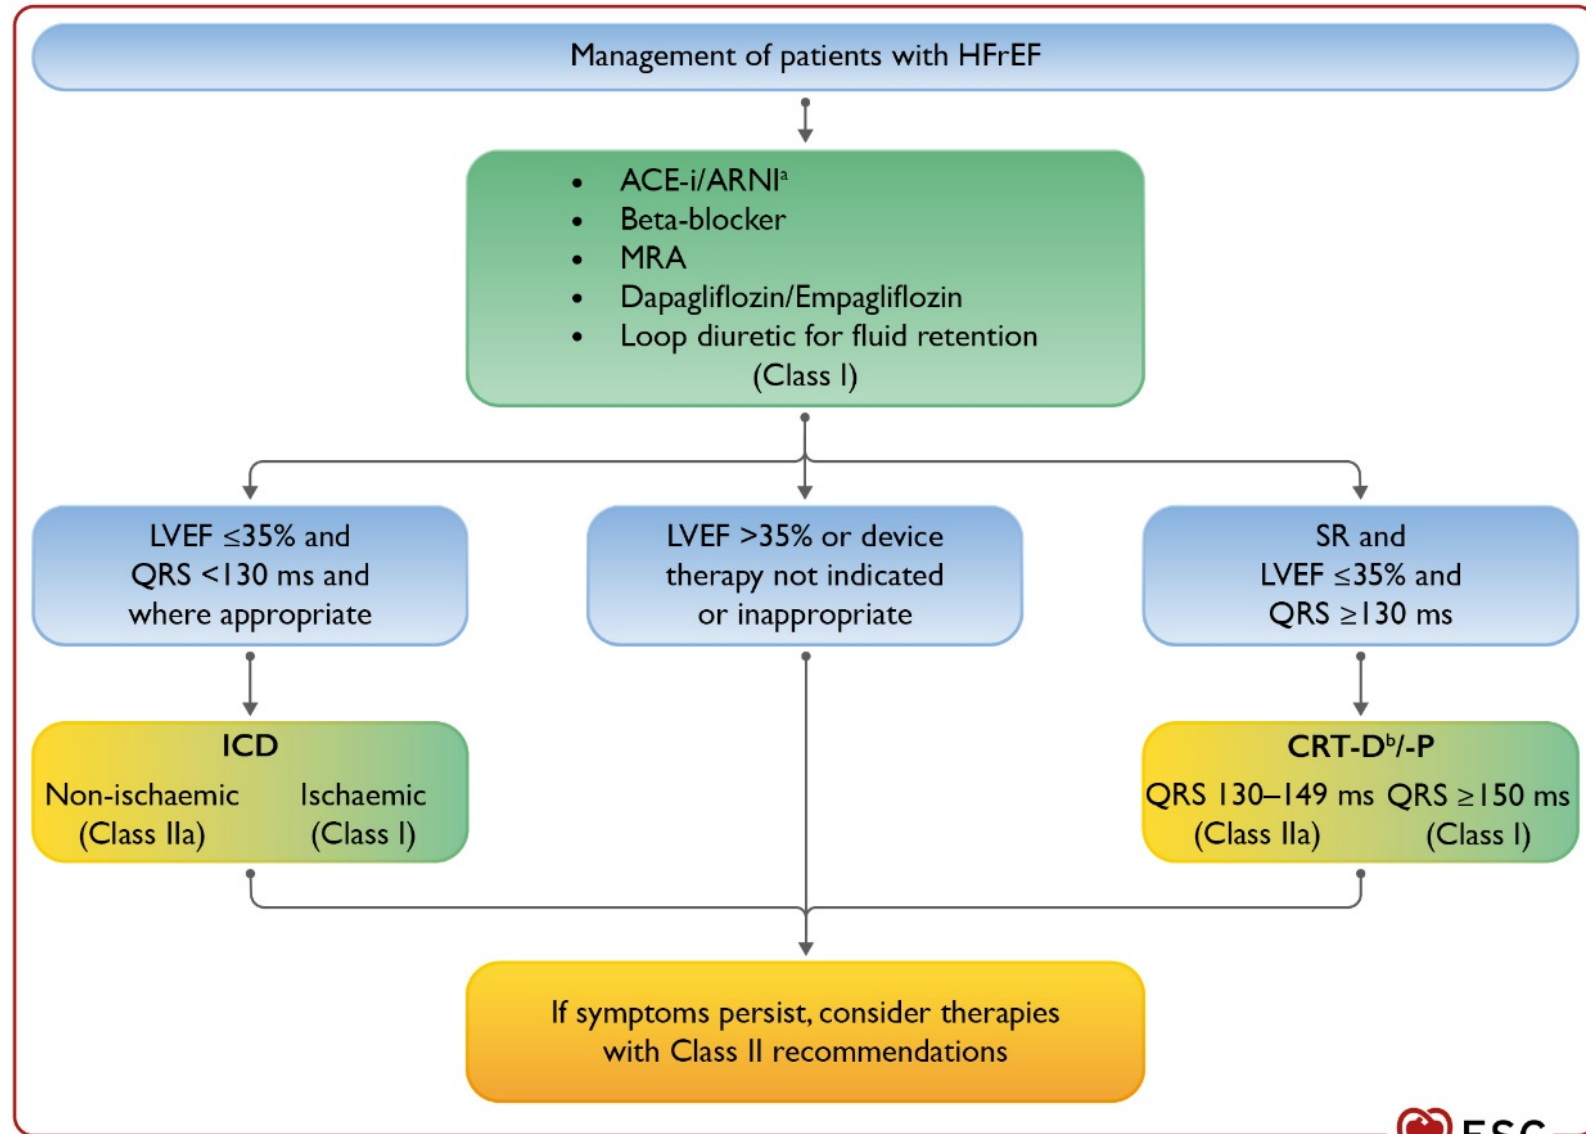 Management of patients with HFrEF
• ACE-i/ARNIᵃ
• Beta-blocker
• MRA
• Dapagliflozin/Empagliflozin
• Loop diuretic for fluid retention
(Class I)
LVEF ≤35% and
QRS <130 ms and
where appropriate
LVEF >35% or device
therapy not indicated
or inappropriate
SR and
LVEF ≤35% and
QRS ≥130 ms
ICD
Non-ischaemic
(Class IIa)
Ischaemic
(Class I)
CRT-Dᵇ/-P
QRS 130–149 ms
(Class IIa)
QRS ≥150 ms
(Class I)
If symptoms persist, consider therapies
with Class II recommendations
ESC